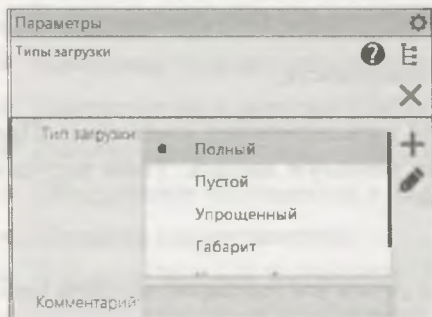 Параметры
Типы загрузки
Тип загрузки:
Полный
Пустой
Упрощенный
Габарит
Комментарий: